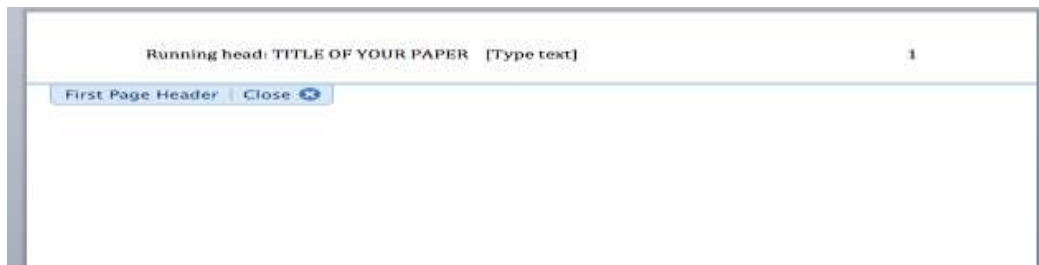 Running head: TITLE OF YOUR PAPER [Type text] 1
First Page Header Close